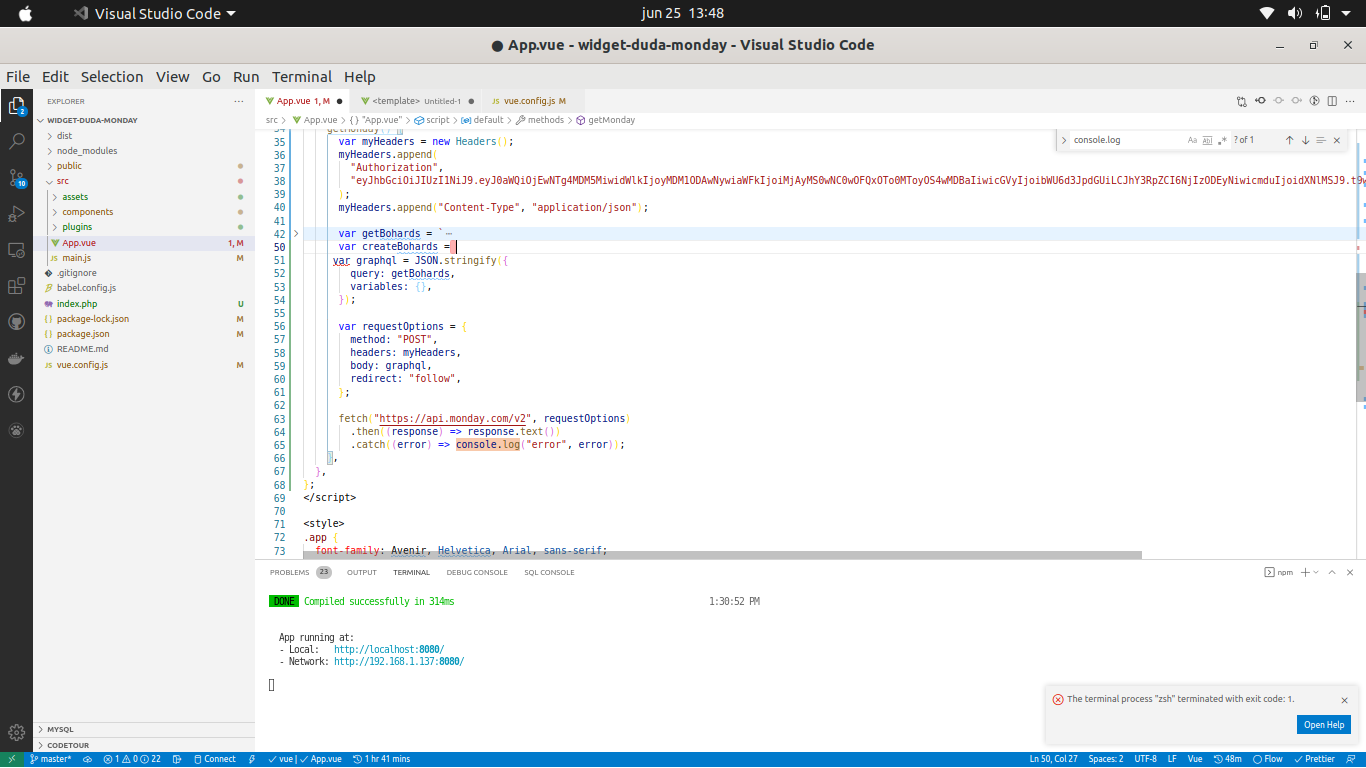 Visual Studio Code
jun 25 13:48
● App.vue - widget-duda-monday - Visual Studio Code
File Edit Selection View Go Run Terminal Help
EXPLORER
App.vue 1, M ●
<template> Untitled-1 ●
JS vue.config.js M
src > App.vue > { } "App.vue" > script > default > methods > getMonday
console.log
Aa Ab ? of 1
WIDGET-DUDA-MONDAY
dist
node_modules
public
src
assets
components
plugins
App.vue 1, M
JS main.js M
.gitignore
babel.config.js
index.php U
package-lock.json M
package.json M
README.md
JS vue.config.js M
MYSQL
CODETOUR
2
10
34 getMonday() {
35 var myHeaders = new Headers();
36 myHeaders.append(
37 "Authorization",
39 );
40 myHeaders.append("Content-Type", "application/json");
41
42 var getBohards = ` ⋯
50 var createBohards =
51 var graphql = JSON.stringify({
52 query: getBohards,
53 variables: {},
54 });
55
56 var requestOptions = {
57 method: "POST",
58 headers: myHeaders,
59 body: graphql,
60 redirect: "follow",
61 };
62
63 fetch("https://api.monday.com/v2", requestOptions)
64 .then((response) => response.text())
65 .catch((error) => console.log("error", error));
66 },
67 },
68 };
69 </script>
70
71 <style>
72 .app {
73 font-family: Avenir, Helvetica, Arial, sans-serif;
PROBLEMS 23 OUTPUT TERMINAL DEBUG CONSOLE SQL CONSOLE
npm
DONE Compiled successfully in 314ms 1:30:52 PM
App running at:
- Local: http://localhost:8080/
- Network: http://192.168.1.137:8080/
The terminal process "zsh" terminated with exit code: 1.
Open Help
master* 1 0 22 Connect vue | App.vue 1 hr 41 mins
Ln 50, Col 27 Spaces: 2 UTF-8 LF Vue 48m Flow Prettier